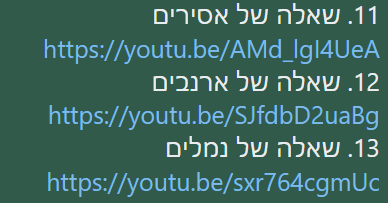 11. שאלה של אסירים
https://youtu.be/AMd_lgI4UeA
12. שאלה של ארנבים
https://youtu.be/SJfdbD2uaBg
13. שאלה של נמלים
https://youtu.be/sxr764cgmUc